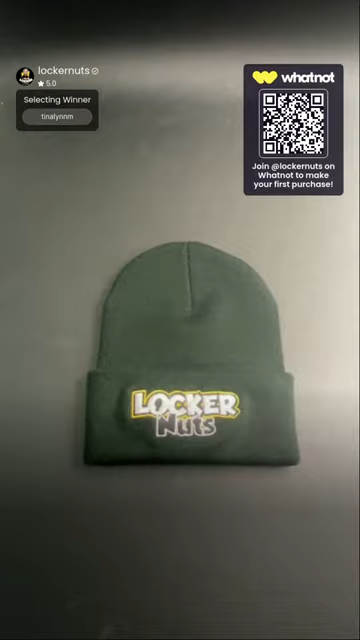 lockernuts
5.0
Selecting Winner
tinalynnm
whatnot
Join @lockernuts on
Whatnot to make
your first purchase!
LOCKER
Nuts